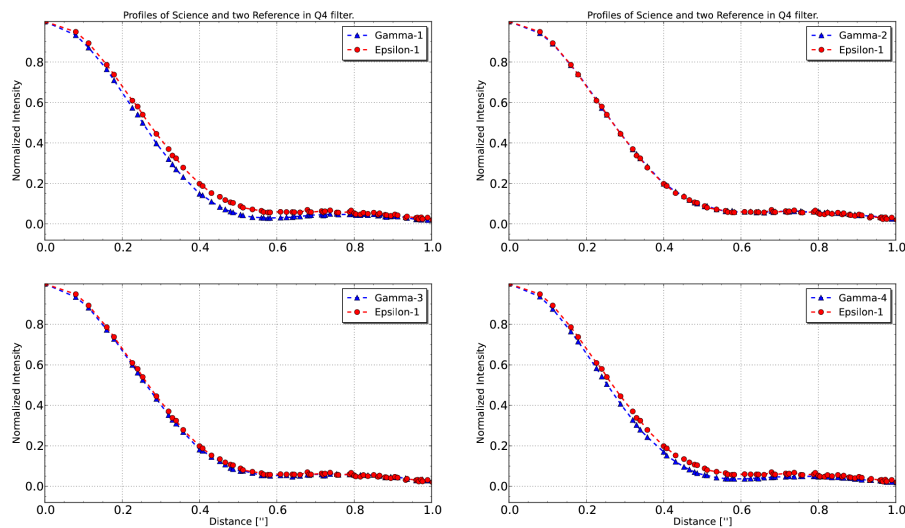 Profiles of Science and two Reference in Q4 filter.
Normalized Intensity
0.8
0.6
0.4
0.2
0.0
0.0 0.2 0.4 0.6 0.8 1.0
Gamma-1
Epsilon-1
Profiles of Science and two Reference in Q4 filter.
Normalized Intensity
0.8
0.6
0.4
0.2
0.0
0.0 0.2 0.4 0.6 0.8 1.0
Gamma-2
Epsilon-1
Normalized Intensity
0.8
0.6
0.4
0.2
0.0
0.0 0.2 0.4 0.6 0.8 1.0
Distance ['']
Gamma-3
Epsilon-1
Normalized Intensity
0.8
0.6
0.4
0.2
0.0
0.0 0.2 0.4 0.6 0.8 1.0
Distance ['']
Gamma-4
Epsilon-1